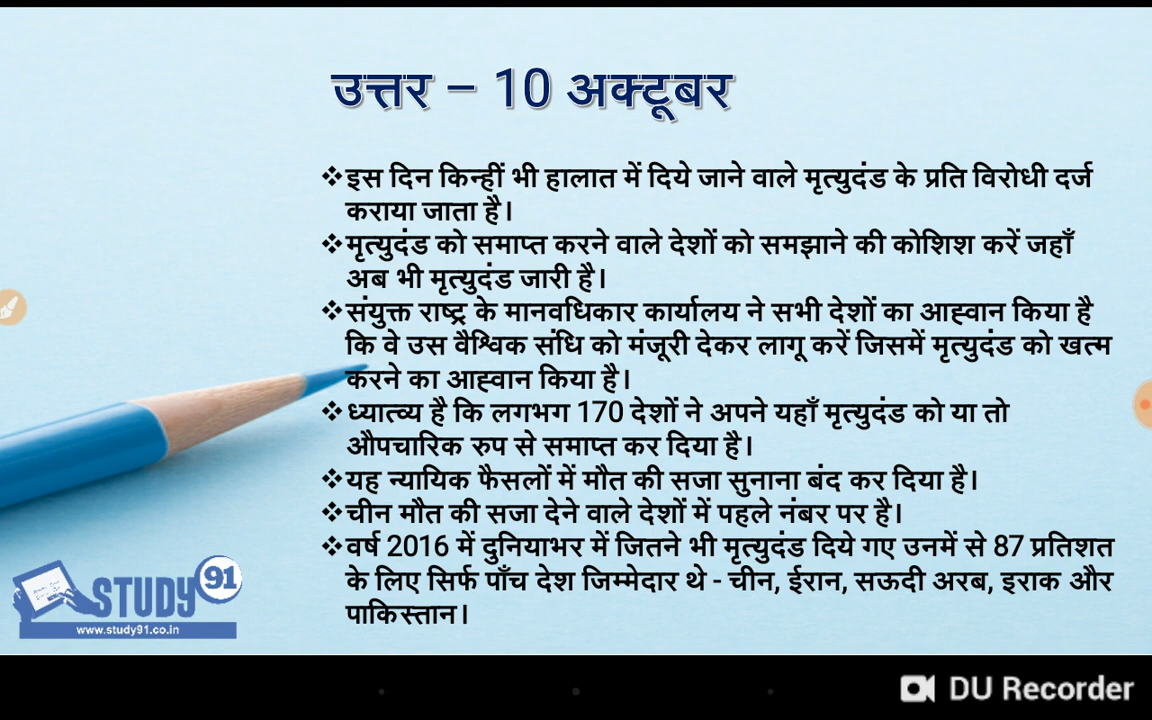 उत्तर – 10 अक्टूबर
❖इस दिन किन्हीं भी हालात में दिये जाने वाले मृत्युदंड के प्रति विरोधी दर्ज
कराया जाता है।
❖मृत्युदंड को समाप्त करने वाले देशों को समझाने की कोशिश करें जहाँ
अब भी मृत्युदंड जारी है।
❖संयुक्त राष्ट्र के मानवधिकार कार्यालय ने सभी देशों का आह्वान किया है
कि वे उस वैश्विक संधि को मंजूरी देकर लागू करें जिसमें मृत्युदंड को खत्म
करने का आह्वान किया है।
❖ध्यात्व्य है कि लगभग 170 देशों ने अपने यहाँ मृत्युदंड को या तो
औपचारिक रुप से समाप्त कर दिया है।
❖यह न्यायिक फैसलों में मौत की सजा सुनाना बंद कर दिया है।
❖चीन मौत की सजा देने वाले देशों में पहले नंबर पर है।
❖वर्ष 2016 में दुनियाभर में जितने भी मृत्युदंड दिये गए उनमें से 87 प्रतिशत
के लिए सिर्फ पाँच देश जिम्मेदार थे - चीन, ईरान, सऊदी अरब, इराक और
पाकिस्तान।
STUDY 91
www.study91.co.in
DU Recorder